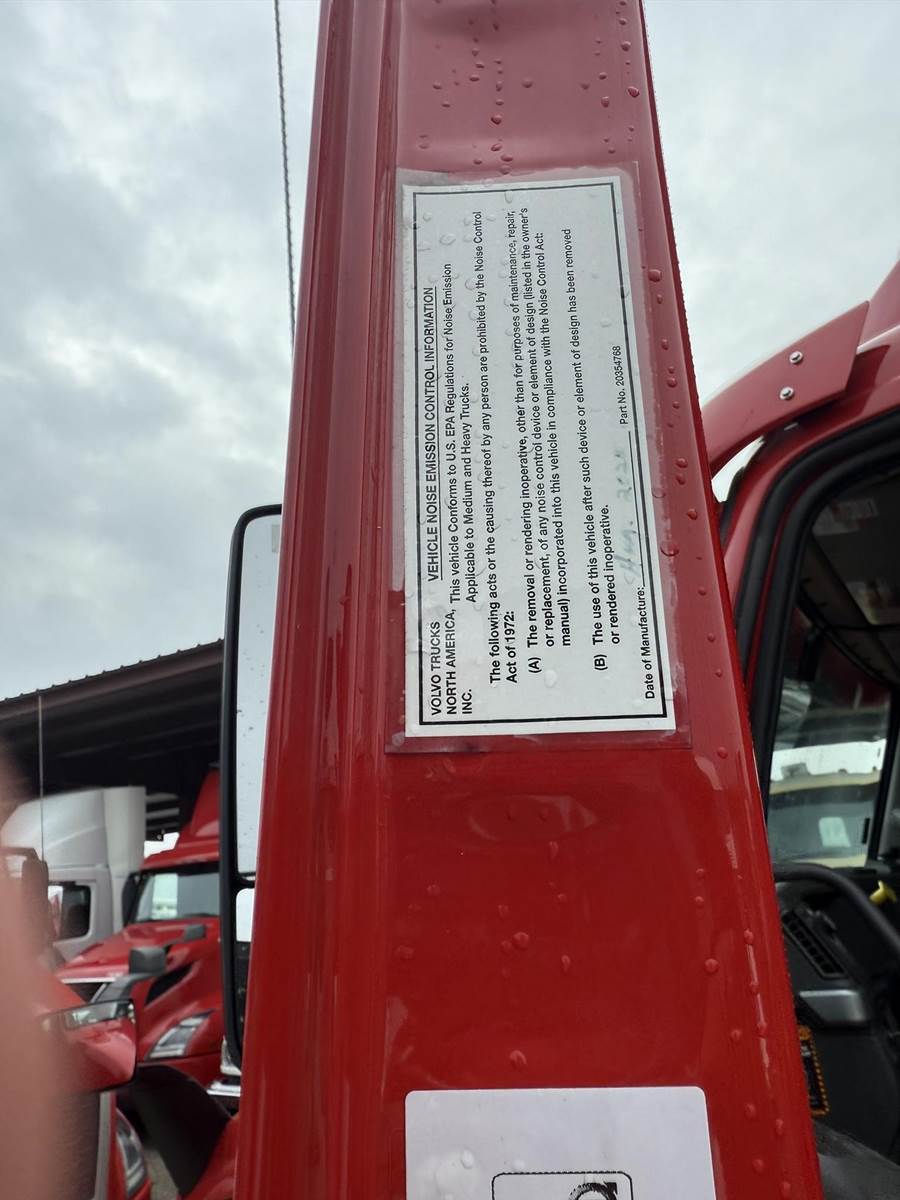 VEHICLE NOISE EMISSION CONTROL INFORMATION
VOLVO TRUCKS
NORTH AMERICA,
INC.
This vehicle Conforms to U.S. EPA Regulations for Noise Emission
Applicable to Medium and Heavy Trucks.
The following acts or the causing thereof by any person are prohibited by the Noise Control
Act of 1972:
(A) The removal or rendering inoperative, other than for purposes of maintenance, repair,
or replacement, of any noise control device or element of design (listed in the owner's
manual) incorporated into this vehicle in compliance with the Noise Control Act:
(B) The use of this vehicle after such device or element of design has been removed
or rendered inoperative.
Date of Manufacture: Part No. 20354768